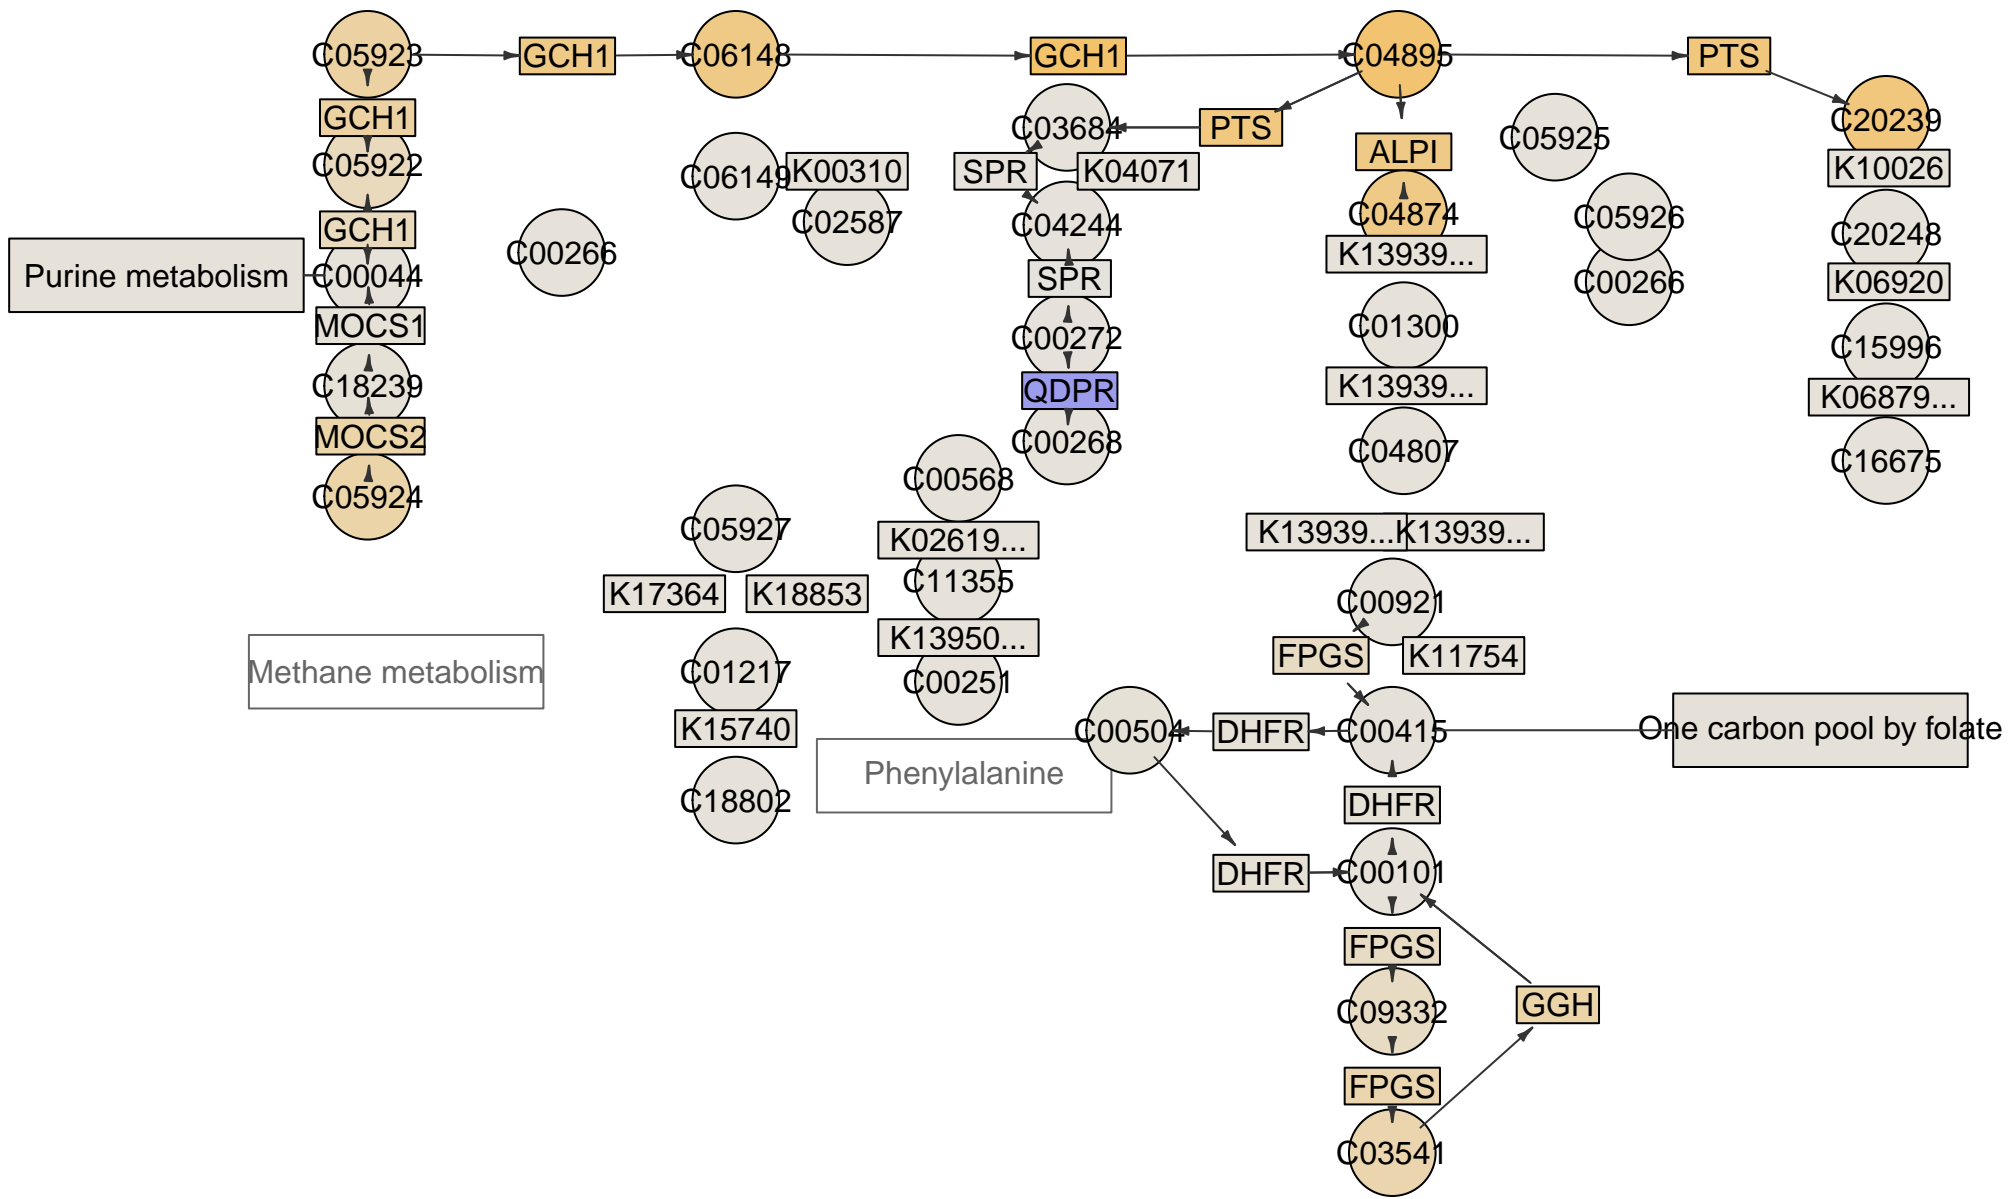 C05923
GCH1
C06148
GCH1
C04895
PTS
C20239
GCH1
C03684
PTS
ALPI
C05925
K10026
C05922
C06149
K00310
SPR
K04071
C04874
C05926
GCH1
C00266
C02587
C04244
K13939...
C20248
Purine metabolism
C00044
SPR
C00266
K06920
MOCS1
C00272
C01300
C15996
C18239
QDPR
K13939...
K06879...
MOCS2
C00268
C04807
C16675
C05924
C00568
C05927
K02619...
K13939...
K13939...
K17364
K18853
C11355
C00921
K13950...
FPGS
K11754
Methane metabolism
C01217
C00251
K15740
C00504
DHFR
C00415
One carbon pool by folate
Phenylalanine
C18802
DHFR
DHFR
C00101
FPGS
C09332
GGH
FPGS
C03541